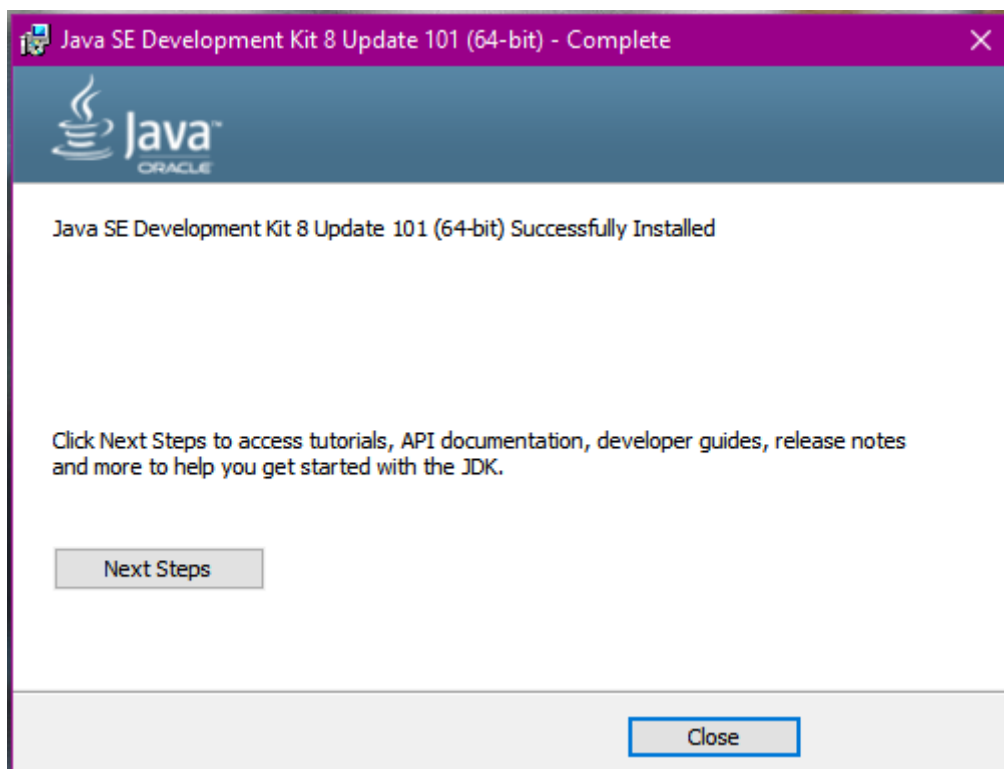 Java SE Development Kit 8 Update 101 (64-bit) - Complete
Java™
ORACLE
Java SE Development Kit 8 Update 101 (64-bit) Successfully Installed
Click Next Steps to access tutorials, API documentation, developer guides, release notes
and more to help you get started with the JDK.
Next Steps
Close